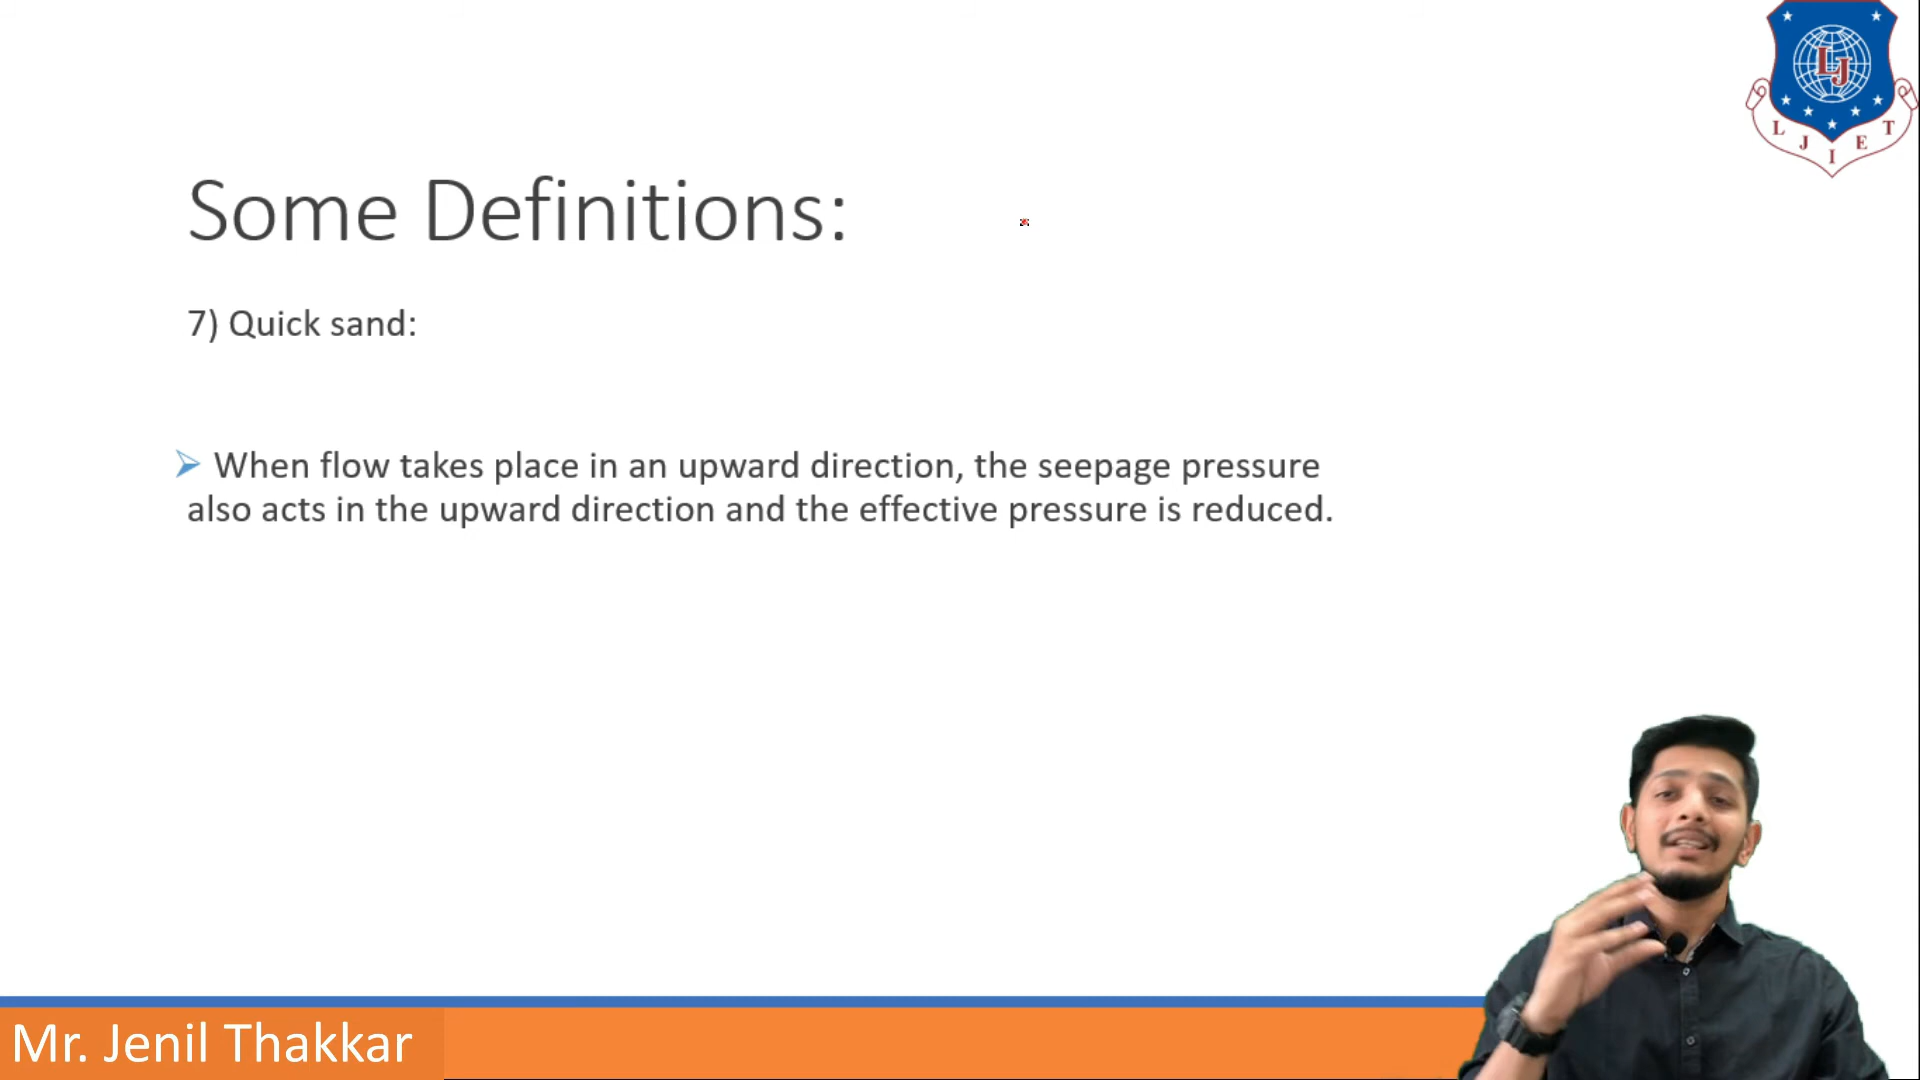 LJ
L J I E T
Some Definitions:
7) Quick sand:
➢ When flow takes place in an upward direction, the seepage pressure
also acts in the upward direction and the effective pressure is reduced.
Mr. Jenil Thakkar